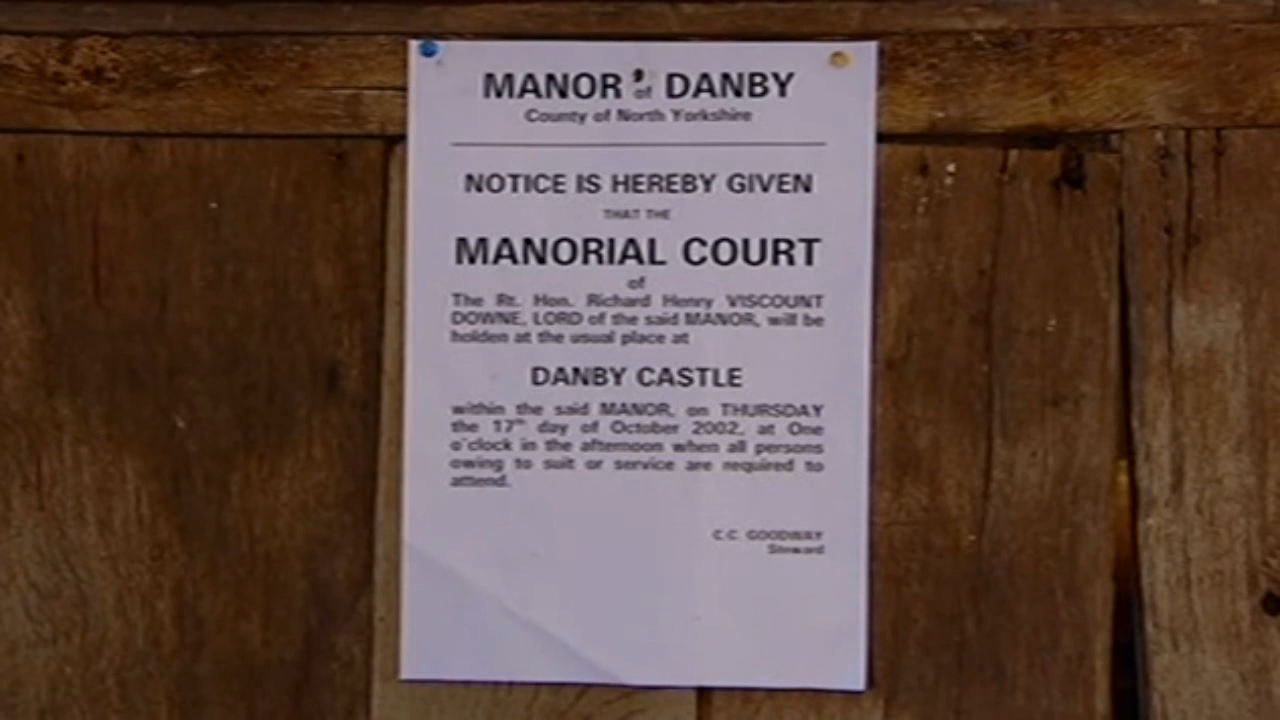 MANOR of DANBY
County of North Yorkshire
NOTICE IS HEREBY GIVEN
THAT THE
MANORIAL COURT
of
The Rt. Hon. Richard Henry VISCOUNT
DOWNE, LORD of the said MANOR, will be
holden at the usual place at
DANBY CASTLE
within the said MANOR, on THURSDAY
the 17th day of October 2002, at One
o'clock in the afternoon when all persons
owing to suit or service are required to
attend.
C.C. GOODWAY
Steward